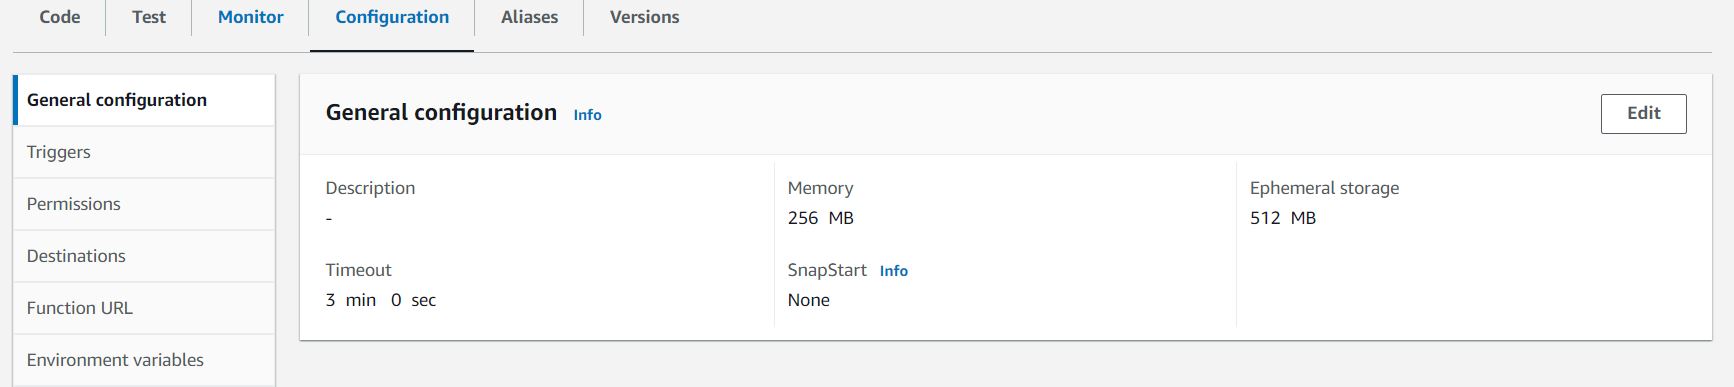 Code Test Monitor Configuration Aliases Versions
General configuration
Triggers
Permissions
Destinations
Function URL
Environment variables
General configuration Info
Edit
Description
-
Memory
256 MB
Ephemeral storage
512 MB
Timeout
3 min 0 sec
SnapStart Info
None